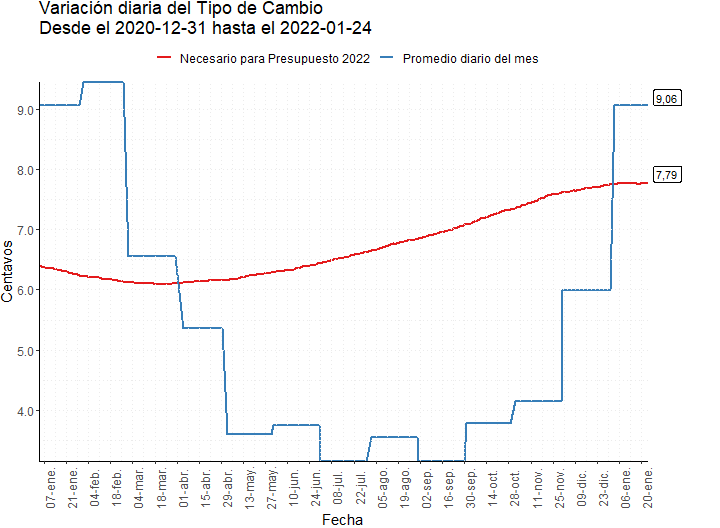 Variación diaria del Tipo de Cambio
Desde el 2020-12-31 hasta el 2022-01-24
Necesario para Presupuesto 2022
Promedio diario del mes
9,06
7,79
9.0
8.0
7.0
6.0
5.0
4.0
Centavos
07-ene.
21-ene.
04-feb.
18-feb.
04-mar.
18-mar.
01-abr.
15-abr.
29-abr.
13-may.
27-may.
10-jun.
24-jun.
08-jul.
22-jul.
05-ago.
19-ago.
02-sep.
16-sep.
30-sep.
14-oct.
28-oct.
11-nov.
25-nov.
09-dic.
23-dic.
06-ene.
20-ene.
Fecha